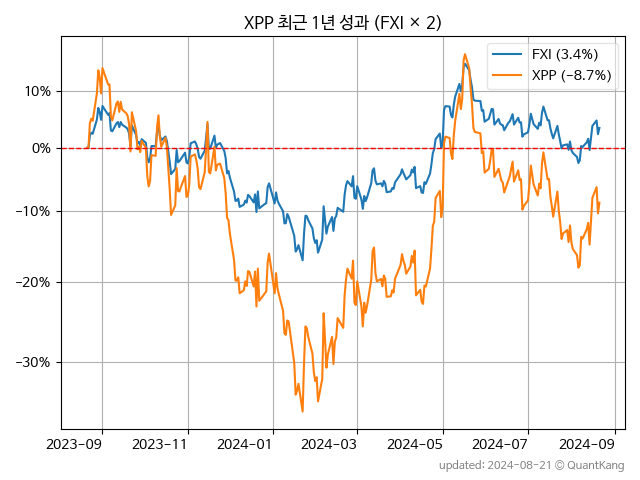 XPP 최근 1년 성과 (FXI × 2)
FXI (3.4%)
XPP (−8.7%)
10%
0%
−10%
−20%
−30%
2023-09 2023-11 2024-01 2024-03 2024-05 2024-07 2024-09
updated: 2024-08-21 © QuantKang